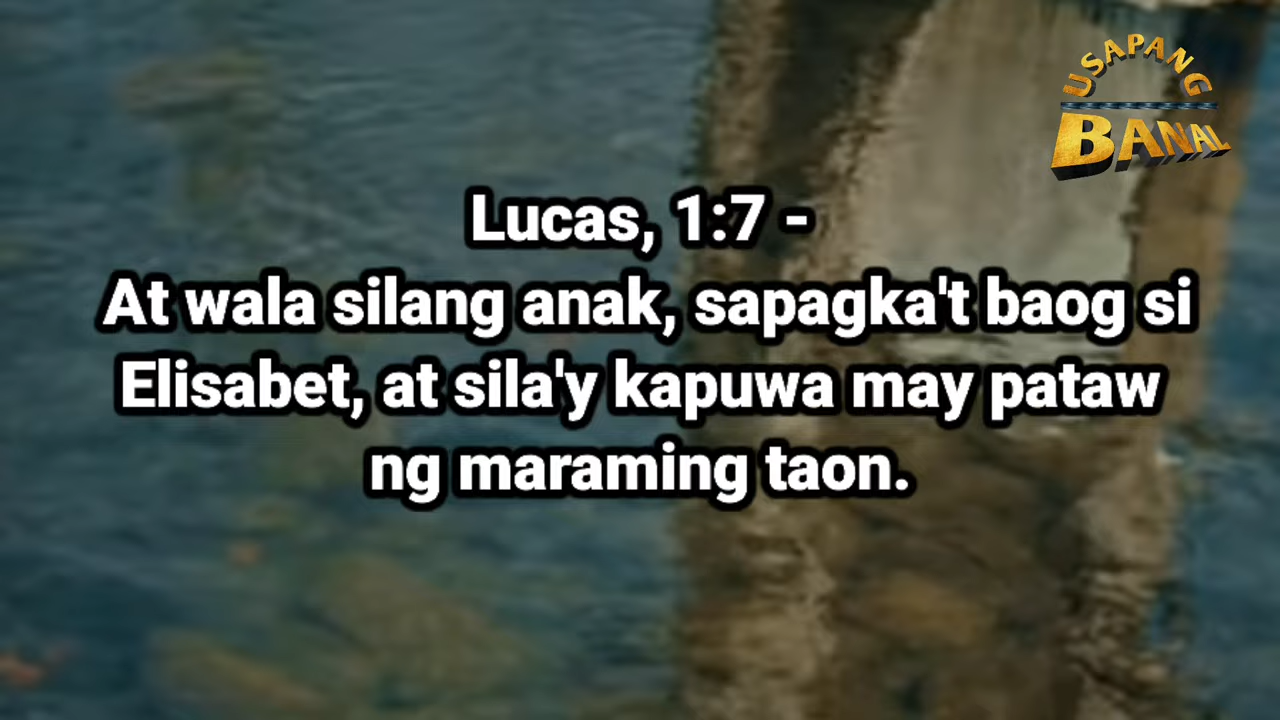 USAPANG
BANAL
Lucas, 1:7 -
At wala silang anak, sapagka't baog si
Elisabet, at sila'y kapuwa may pataw
ng maraming taon.